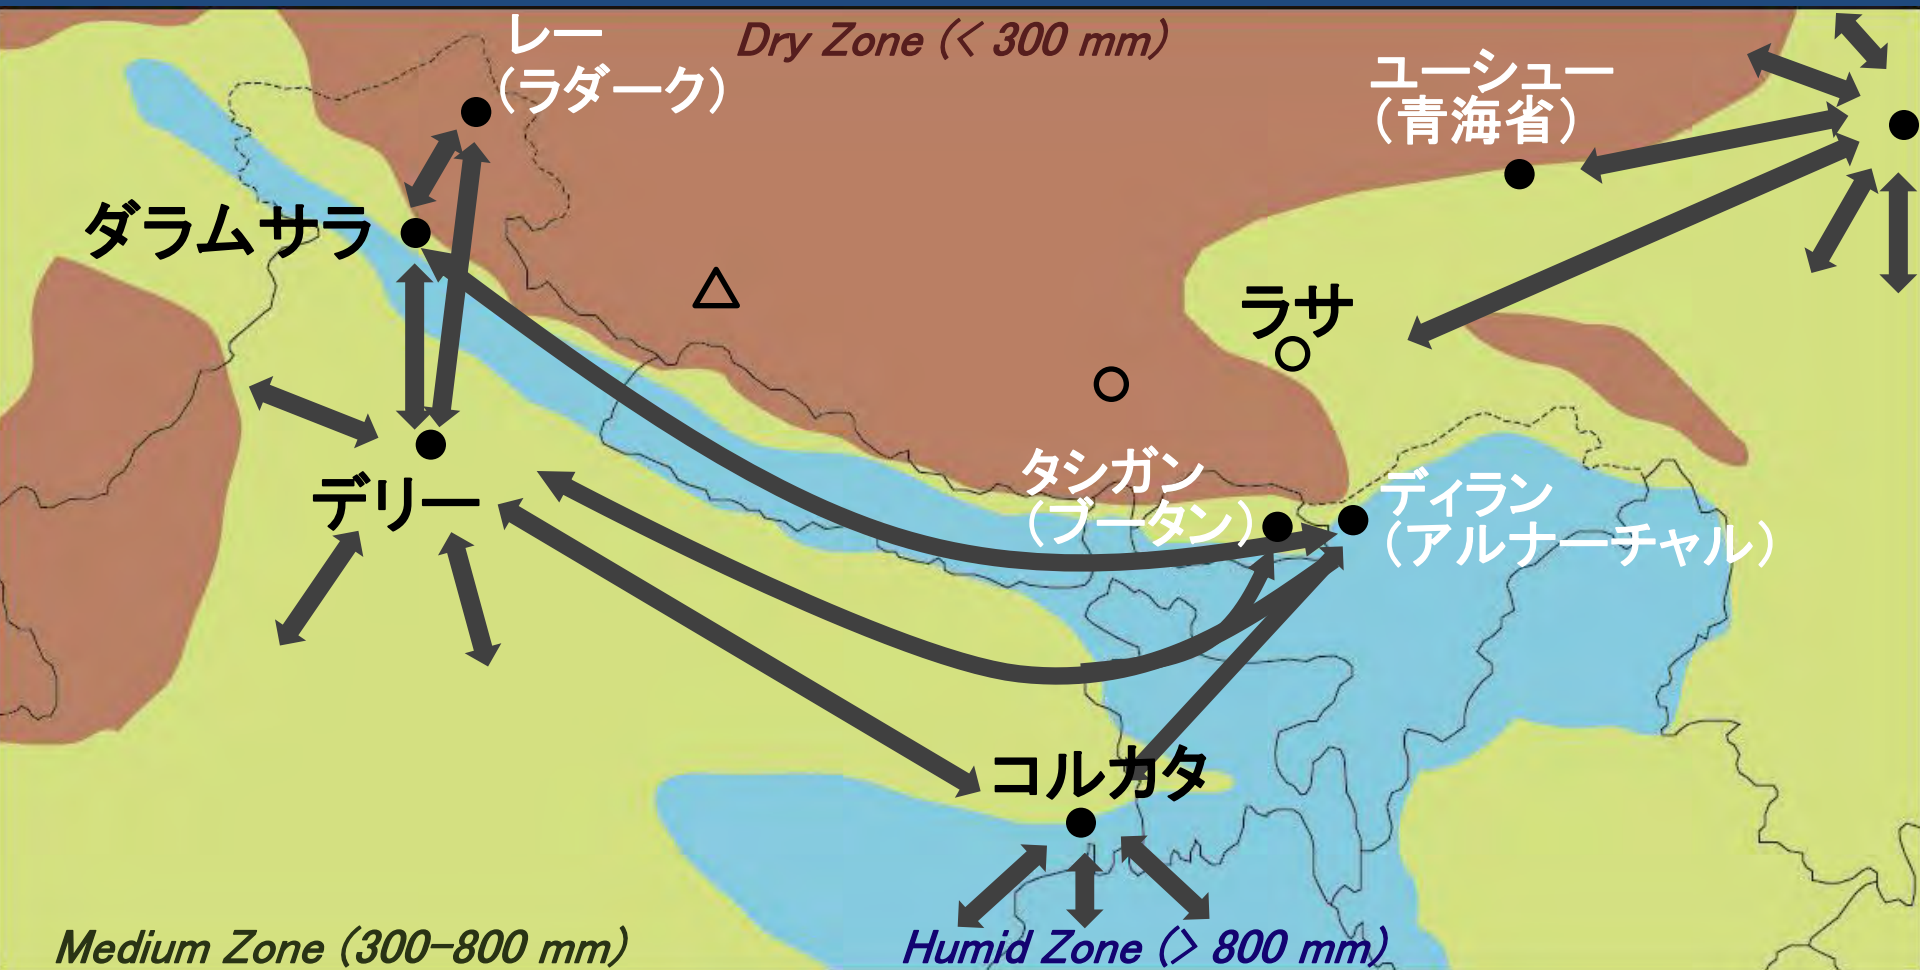 Dry Zone (< 300 mm)
レー
（ラダーク）
ユーシュー
（青海省）
ダラムサラ
ラサ
タシガン
（ブータン）
ディラン
（アルナーチャル）
デリー
コルカタ
Medium Zone (300-800 mm)
Humid Zone (> 800 mm)